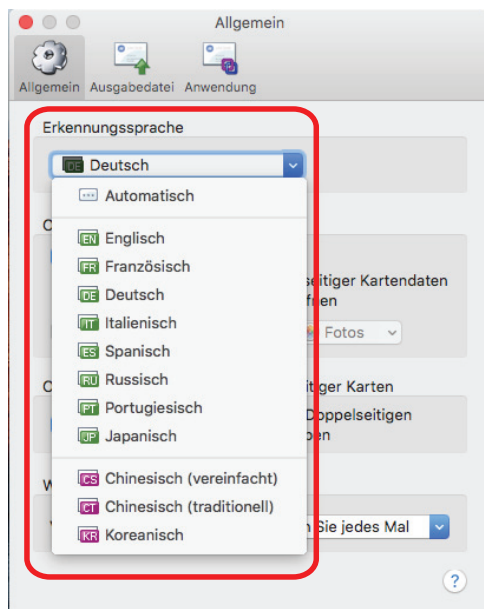 Allgemein
Allgemein Ausgabedatei Anwendung
Erkennungssprache
DE Deutsch
Automatisch
EN Englisch
FR Französisch
seitiger Kartendaten
DE Deutsch
IT Italienisch
Fotos
ES Spanisch
RU Russisch
itiger Karten
PT Portugiesisch
Doppelseitigen
JP Japanisch
CS Chinesisch (vereinfacht)
CT Chinesisch (traditionell)
Sie jedes Mal
KR Koreanisch
?